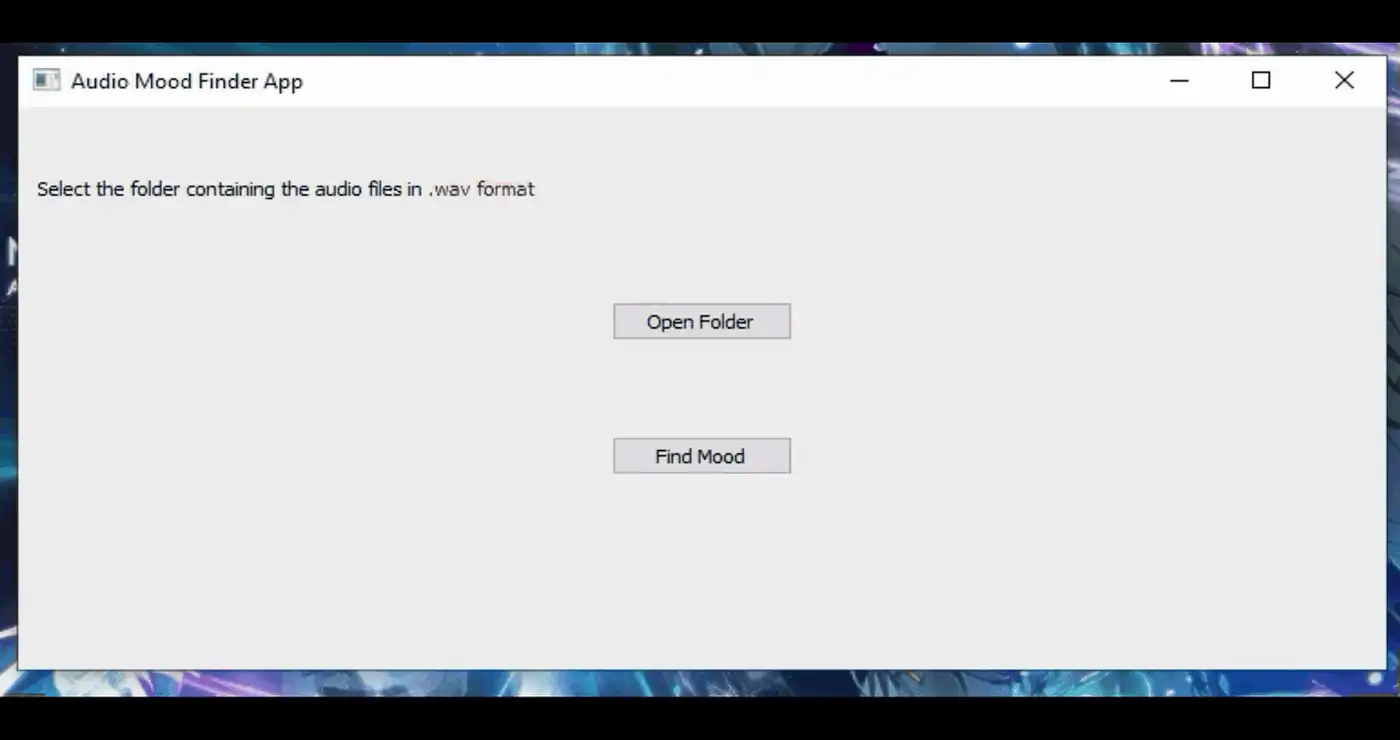 Audio Mood Finder App
Select the folder containing the audio files in .wav format
Open Folder
Find Mood